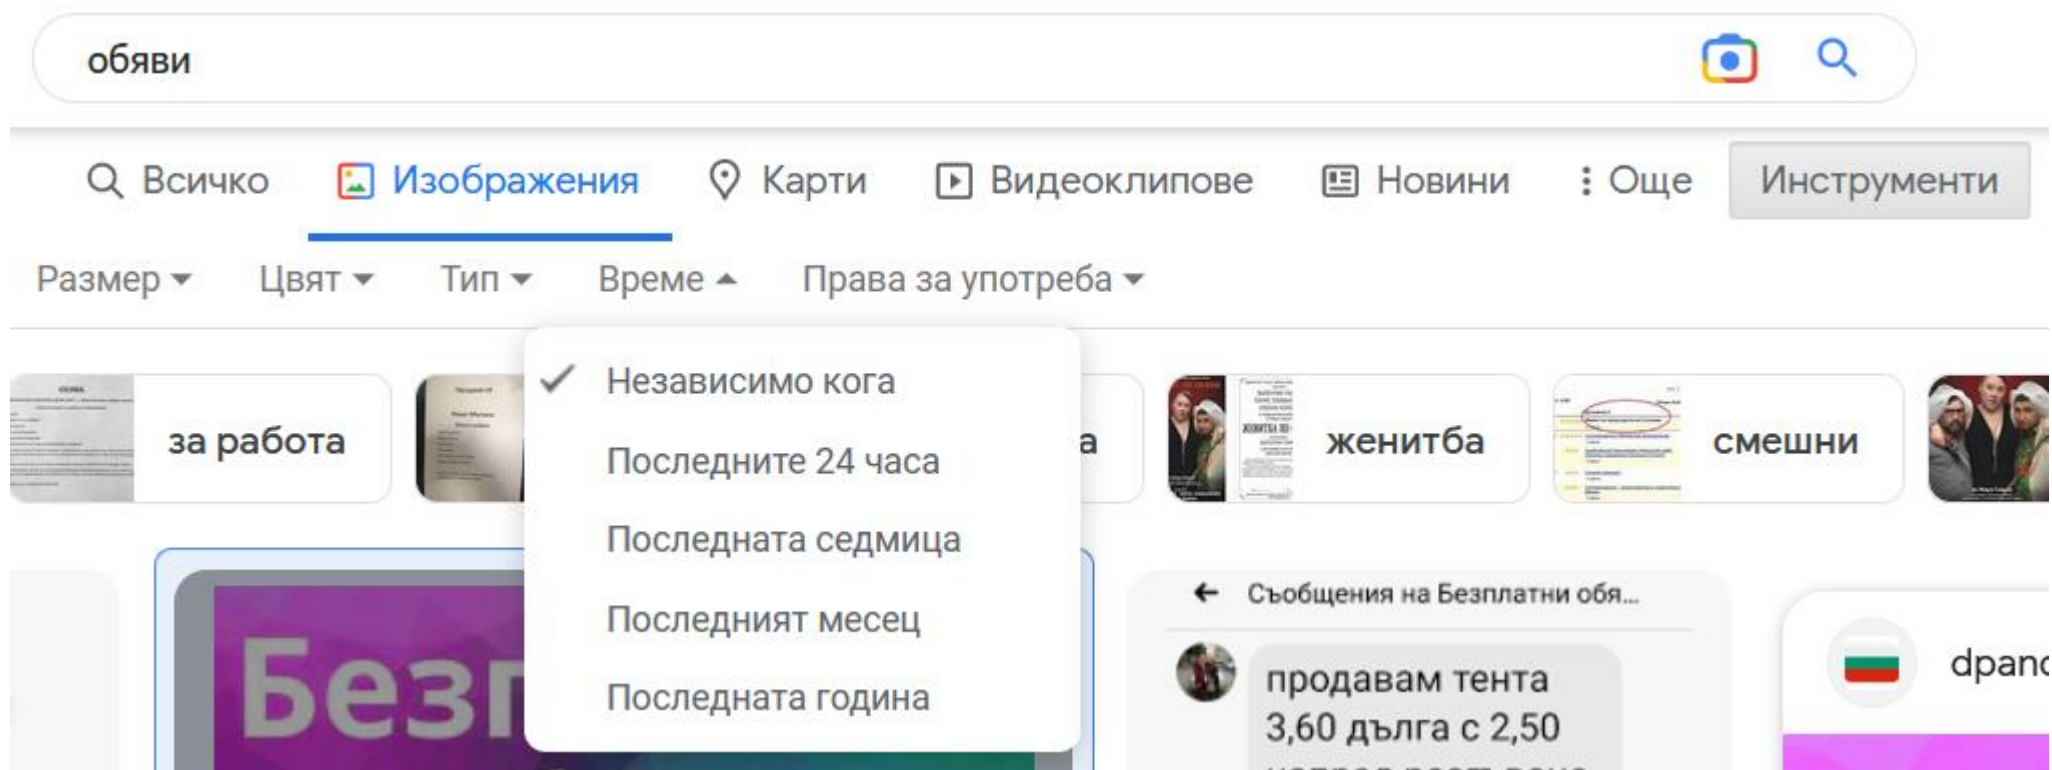 обяви
Всичко Изображения Карти Видеоклипове Новини Още Инструменти
Размер Цвят Тип Време Права за употреба
Независимо кога
Последните 24 часа
Последната седмица
Последният месец
Последната година
за работа
а
женитба
смешни
Съобщения на Безплатни обя...
продавам тента
3,60 дълга с 2,50
dpand